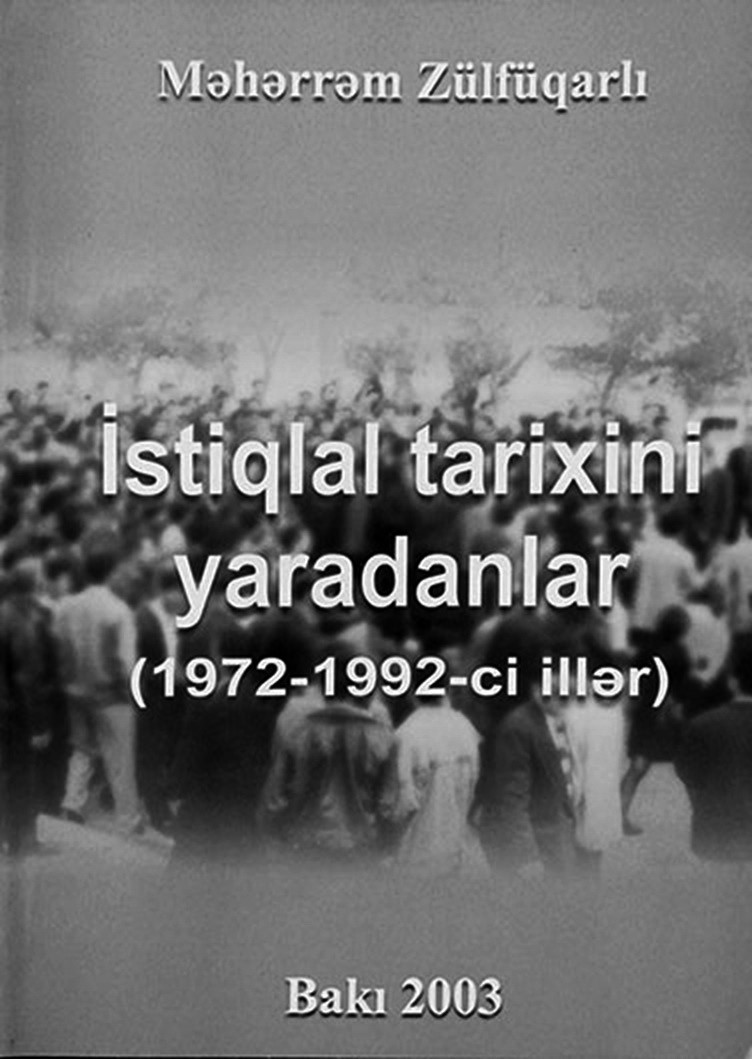 Məhərrəm Zülfüqarlı
İstiqlal tarixini
yaradanlar
(1972-1992-ci illər)
Bakı 2003